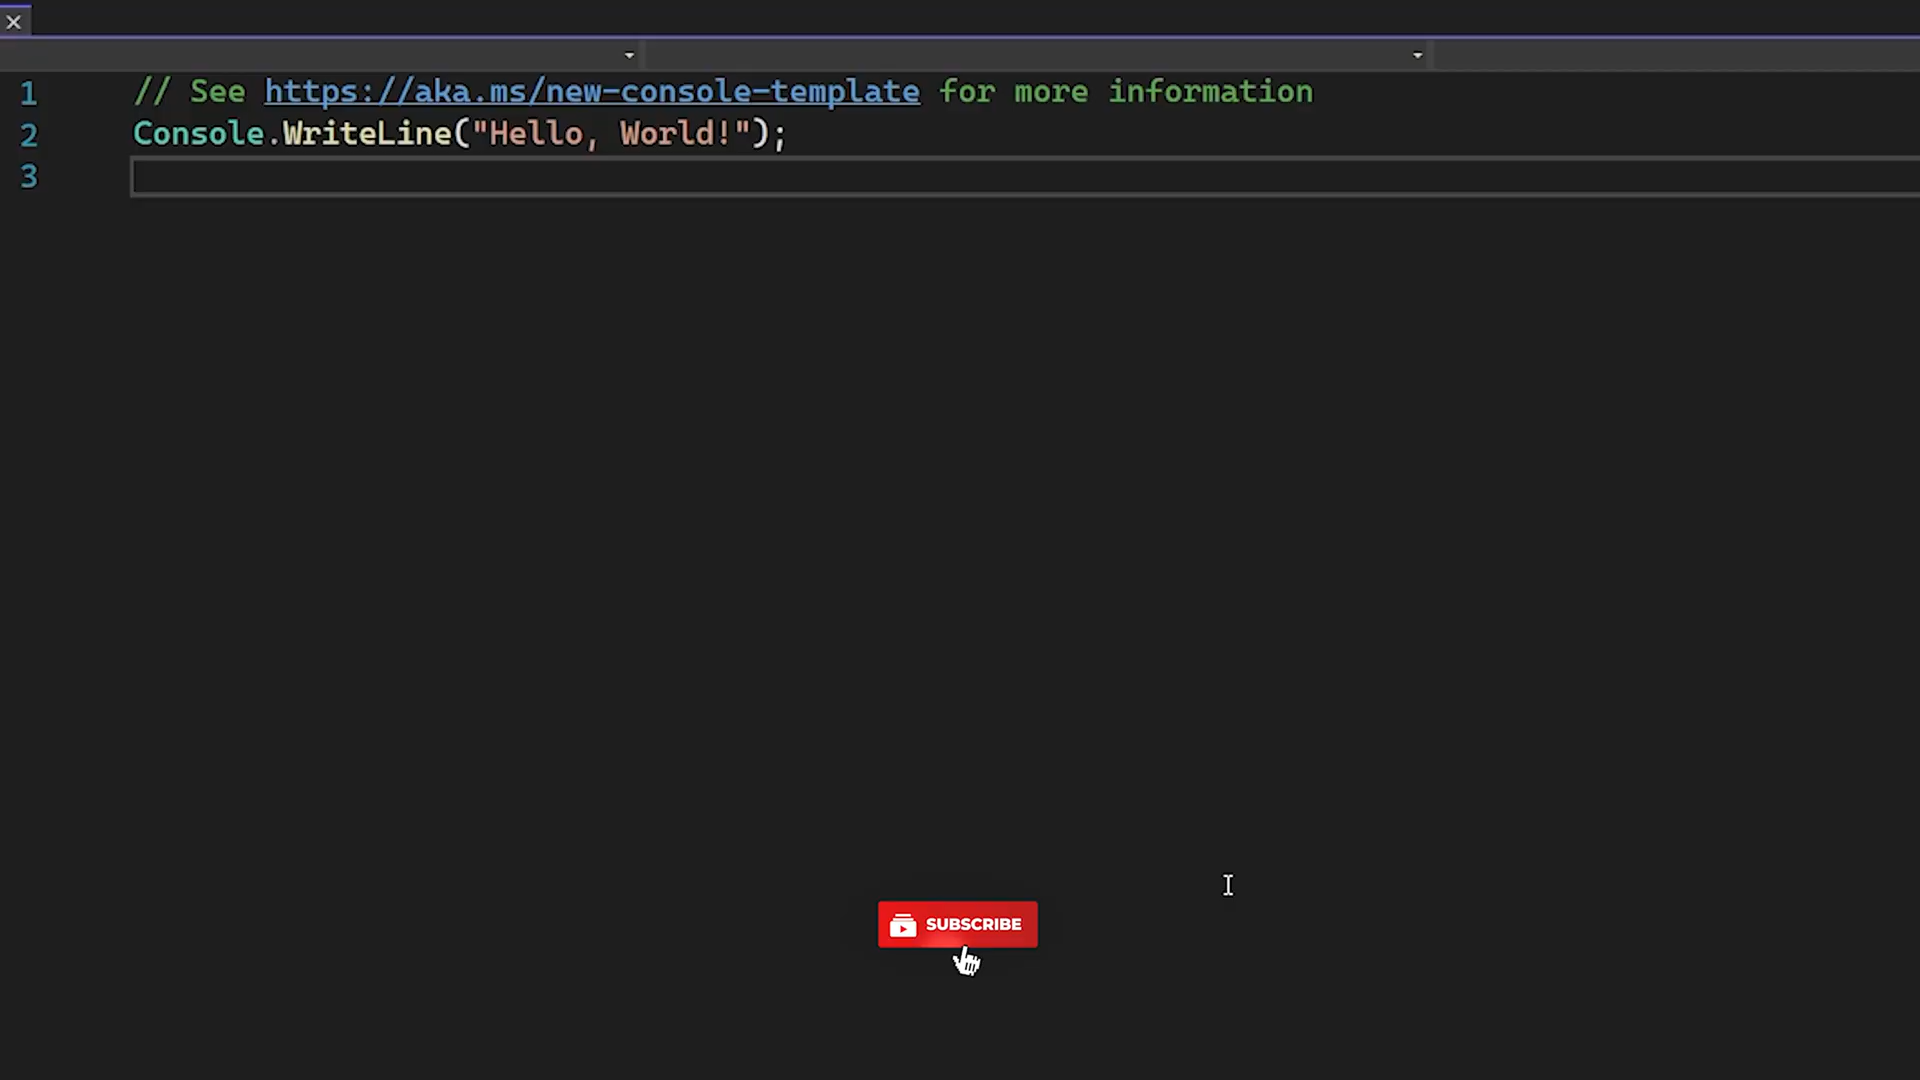 1 // See https://aka.ms/new-console-template for more information
2 Console.WriteLine("Hello, World!");
3
SUBSCRIBE